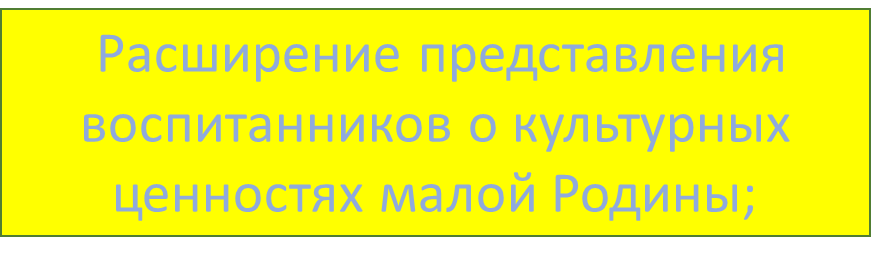 Расширение представления
воспитанников о культурных
ценностях малой Родины;